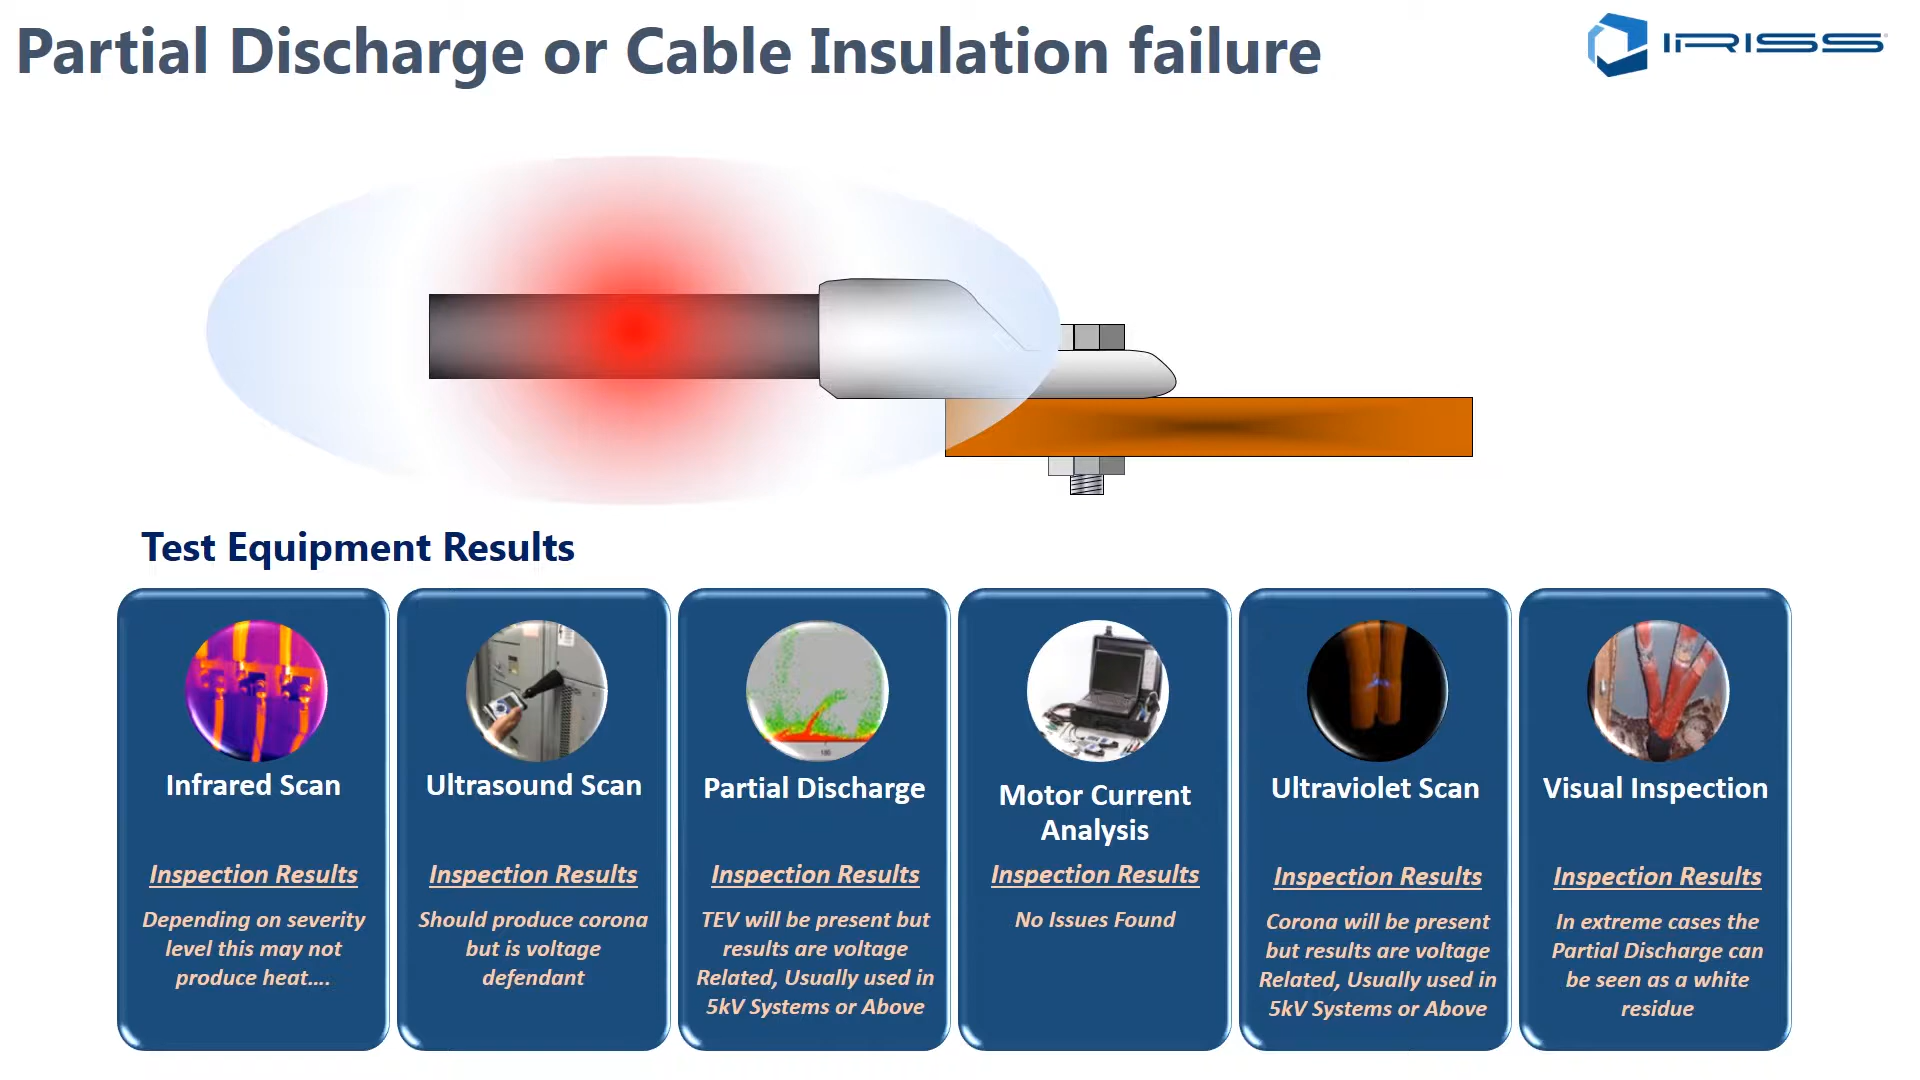 Partial Discharge or Cable Insulation failure
IRISS
Test Equipment Results
Infrared Scan
Inspection Results
Depending on severity
level this may not
produce heat....
Ultrasound Scan
Inspection Results
Should produce corona
but is voltage
defendant
Partial Discharge
Inspection Results
TEV will be present but
results are voltage
Related, Usually used in
5kV Systems or Above
Motor Current
Analysis
Inspection Results
No Issues Found
Ultraviolet Scan
Inspection Results
Corona will be present
but results are voltage
Related, Usually used in
5kV Systems or Above
Visual Inspection
Inspection Results
In extreme cases the
Partial Discharge can
be seen as a white
residue